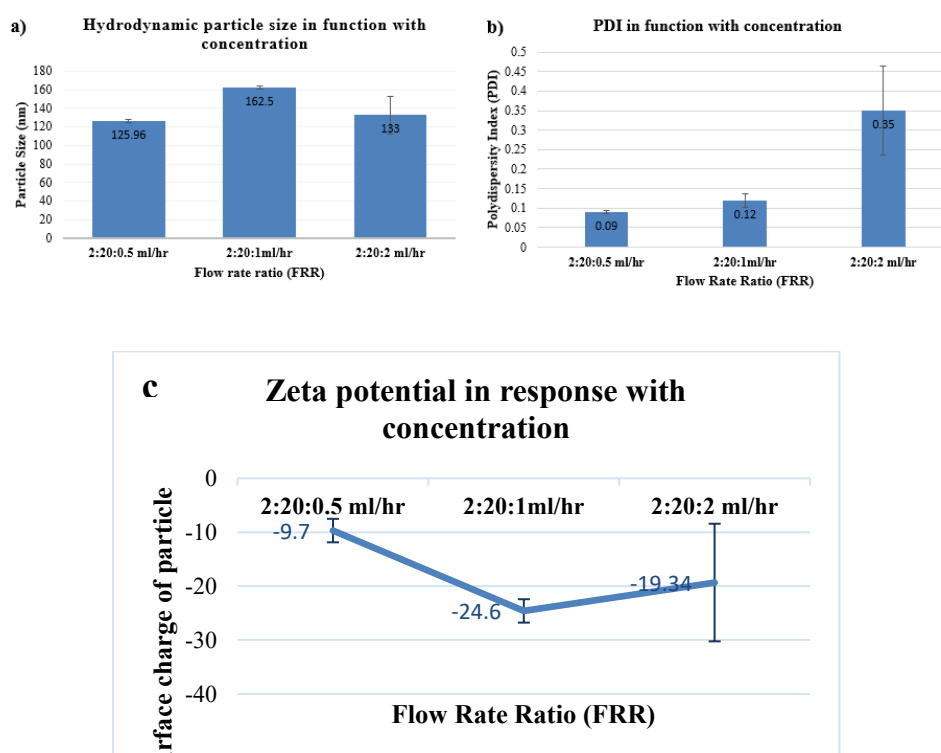 a)
Hydrodynamic particle size in function with
concentration
Particle Size (nm)
180
160
140
120
100
80
60
40
20
0
125.96
162.5
133
2:20:0.5 ml/hr
2:20:1ml/hr
2:20:2 ml/hr
Flow rate ratio (FRR)
b)
PDI in function with concentration
Polydispersity Index (PDI)
0.5
0.45
0.4
0.35
0.3
0.25
0.2
0.15
0.1
0.05
0
0.09
0.12
0.35
2:20:0.5 ml/hr
2:20:1ml/hr
2:20:2 ml/hr
Flow Rate Ratio (FRR)
c
Zeta potential in response with
concentration
rface charge of particle
0
-10
-20
-30
-40
2:20:0.5 ml/hr
2:20:1ml/hr
2:20:2 ml/hr
-9.7
-24.6
-19.34
Flow Rate Ratio (FRR)